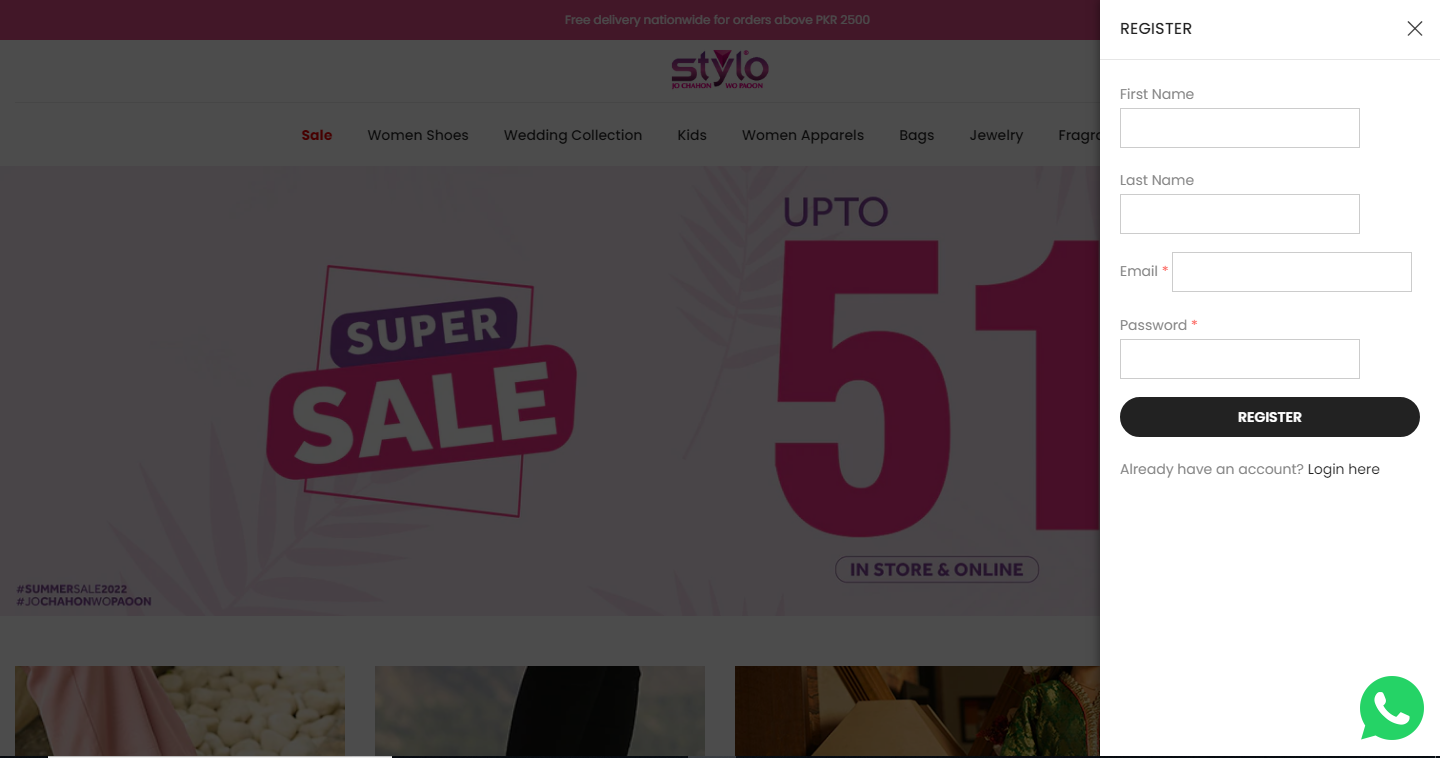 Free delivery nationwide for orders above PKR 2500
stylo
JO CHAHON WO PAOON
Sale Women Shoes Wedding Collection Kids Women Apparels Bags Jewelry Fragra
UPTO
51
SUPER
SALE
IN STORE & ONLINE
#SUMMERSALE2022
#JOCHAHONWOPAOON
REGISTER
First Name
Last Name
Email *
Password *
REGISTER
Already have an account? Login here